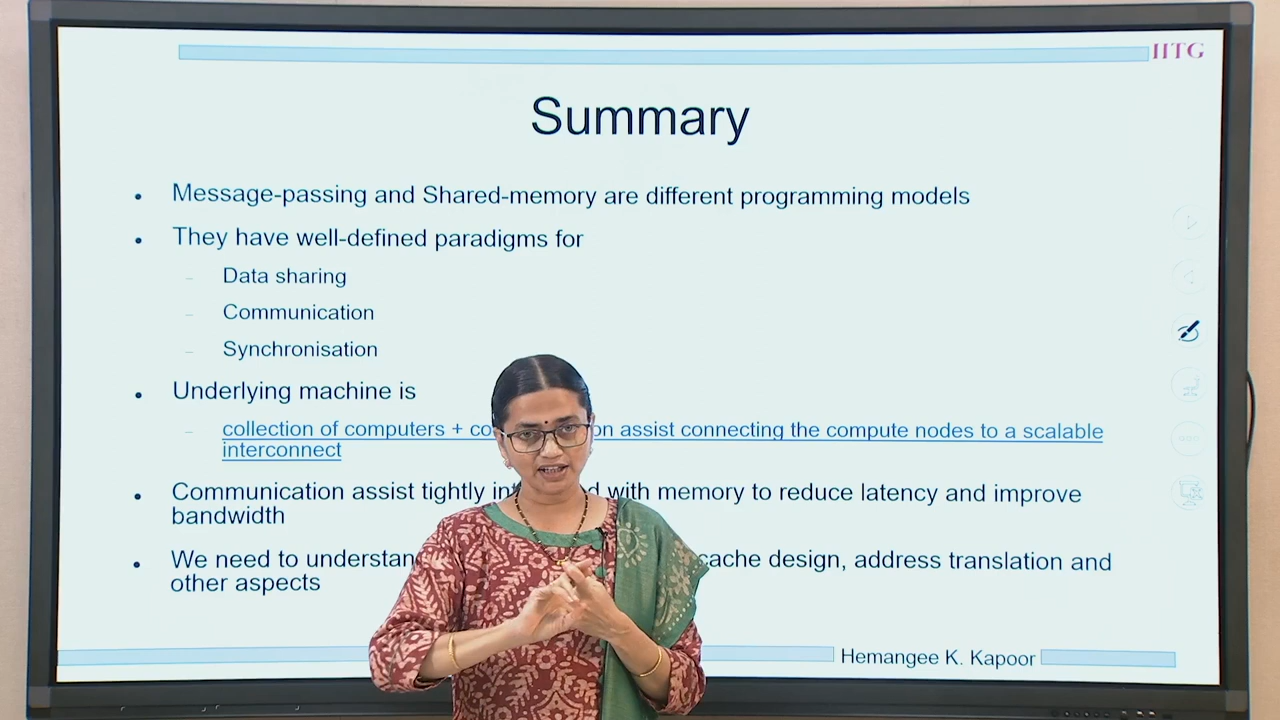 IITG
Summary
• Message-passing and Shared-memory are different programming models
• They have well-defined paradigms for
– Data sharing
– Communication
– Synchronisation
• Underlying machine is
– collection of computers + on assist connecting the compute nodes to a scalable
interconnect
• Communication assist tightly with memory to reduce latency and improve
bandwidth
• We need to cache design, address translation and
other aspects
Hemangee K. Kapoor